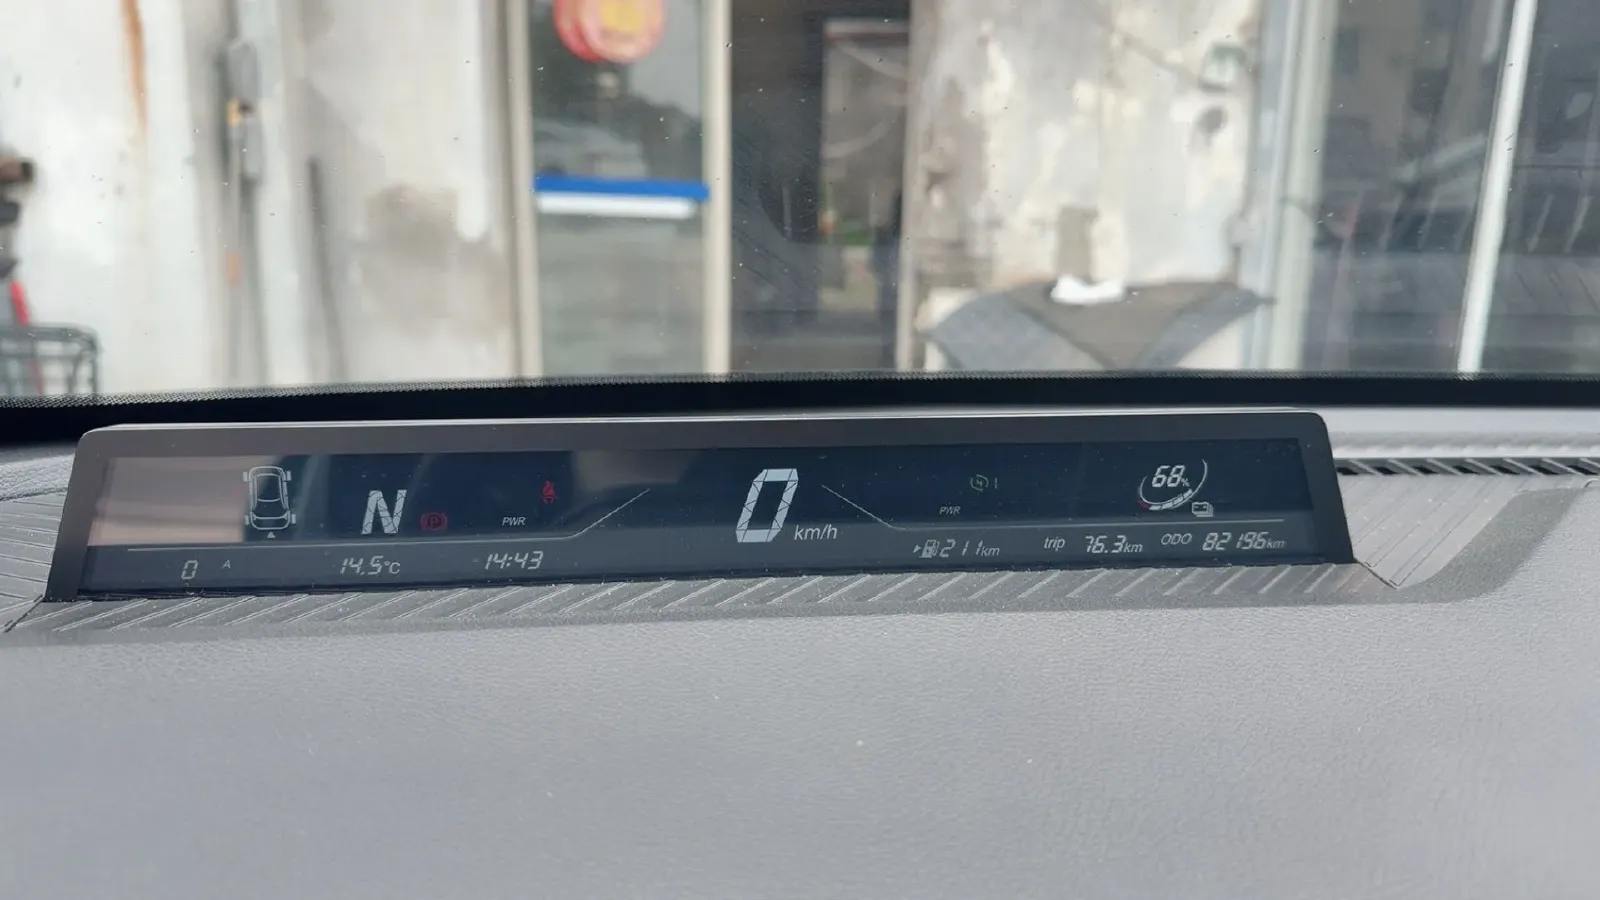 N
P
PWR
0 km/h
PWR
68%
0 A
14.5°C
14:43
211km
trip 76.3km
ODO 82196km